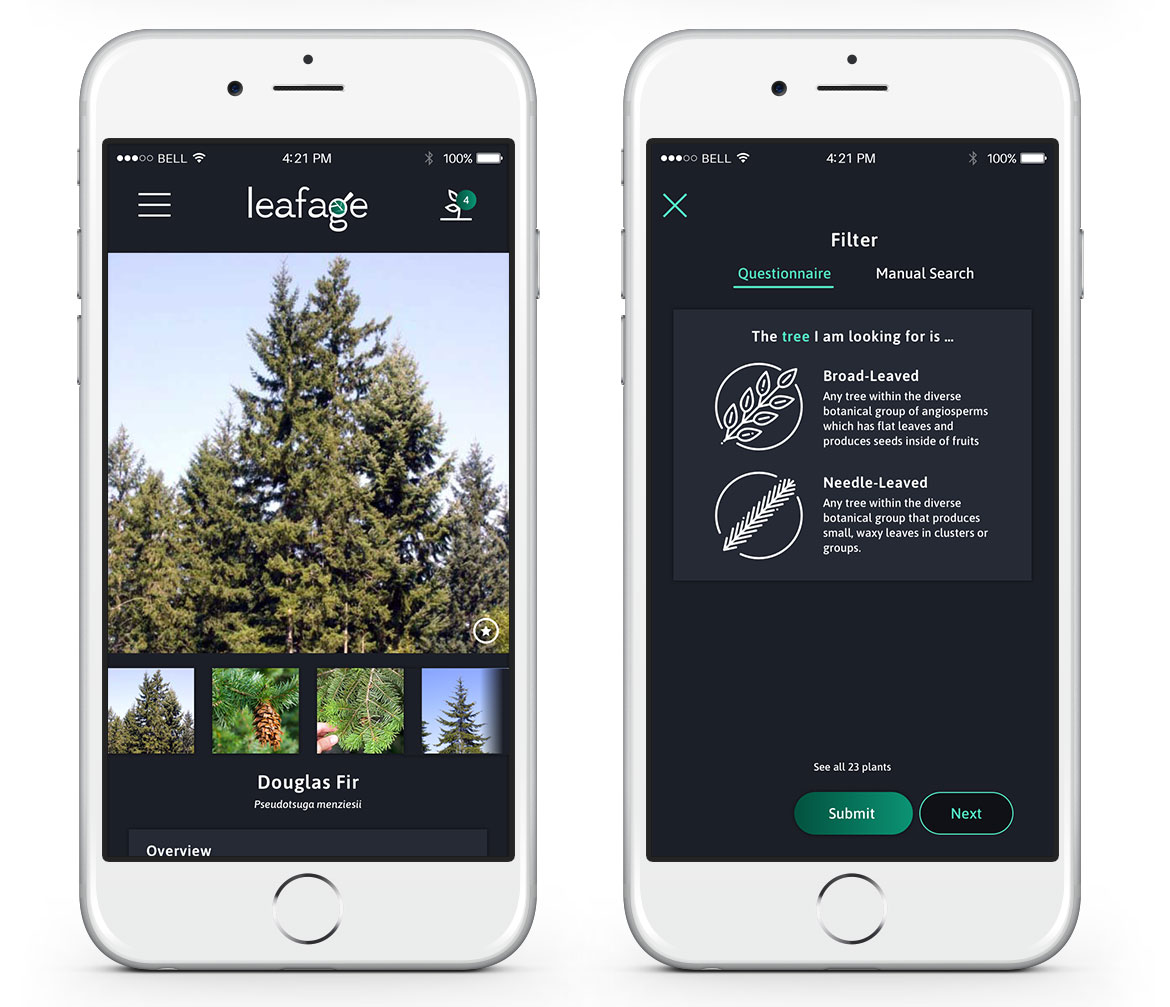 BELL
4:21 PM
100%
leafage
4
Douglas Fir
Pseudotsuga menziesii
Overview
BELL
4:21 PM
100%
Filter
Questionnaire
Manual Search
The tree I am looking for is ...
Broad-Leaved
Any tree within the diverse
botanical group of angiosperms
which has flat leaves and
produces seeds inside of fruits
Needle-Leaved
Any tree within the diverse
botanical group that produces
small, waxy leaves in clusters or
groups.
See all 23 plants
Submit
Next